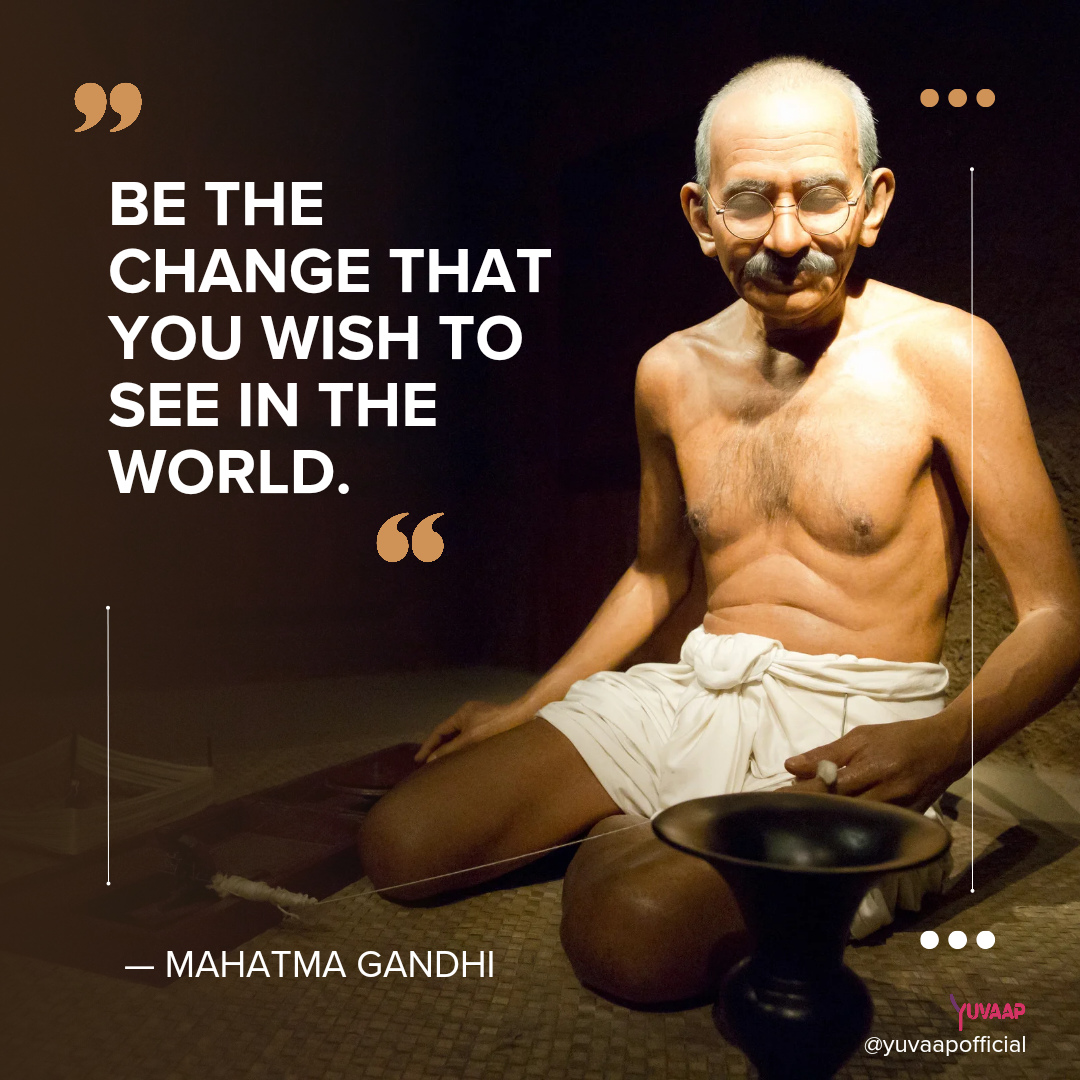 ”
BE THE
CHANGE THAT
YOU WISH TO
SEE IN THE
WORLD.
“
— MAHATMA GANDHI
YUVAAP
@yuvaapofficial